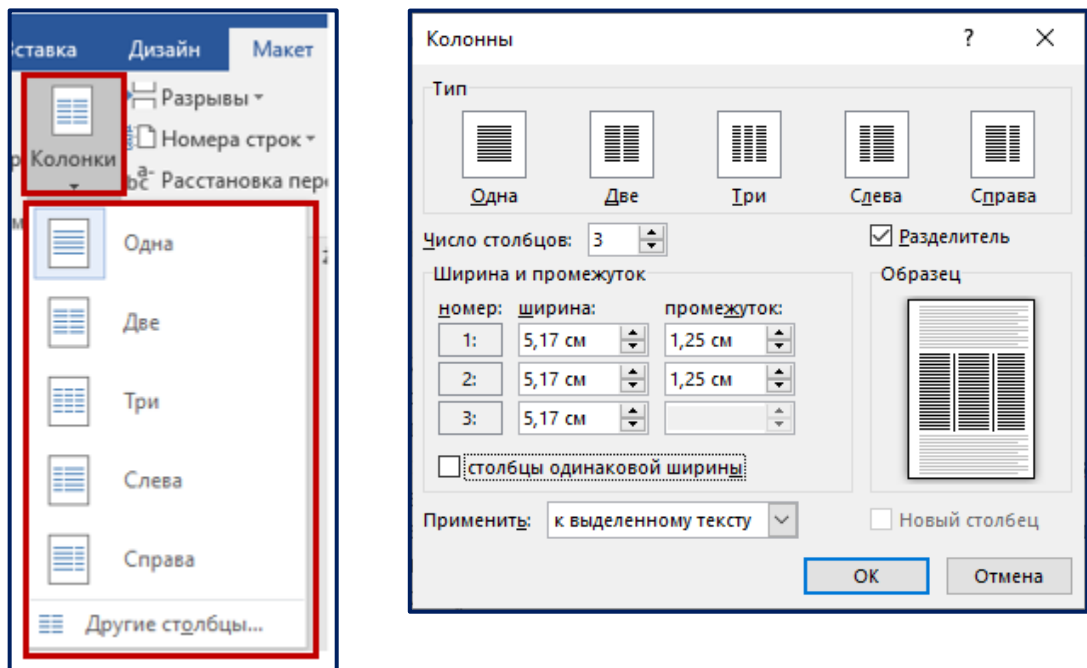 ставка Дизайн Макет
Разрывы
Номера строк
Колонки
Расстановка пер
Одна
Две
Три
Слева
Справа
Другие столбцы...
Колонны ? X
Тип
Одна Две Три Слева Справа
Число столбцов: 3 Разделитель
Ширина и промежуток Образец
номер: ширина: промежуток:
1: 5,17 см 1,25 см
2: 5,17 см 1,25 см
3: 5,17 см
столбцы одинаковой ширины
Применить: к выделенному тексту Новый столбец
ОК Отмена